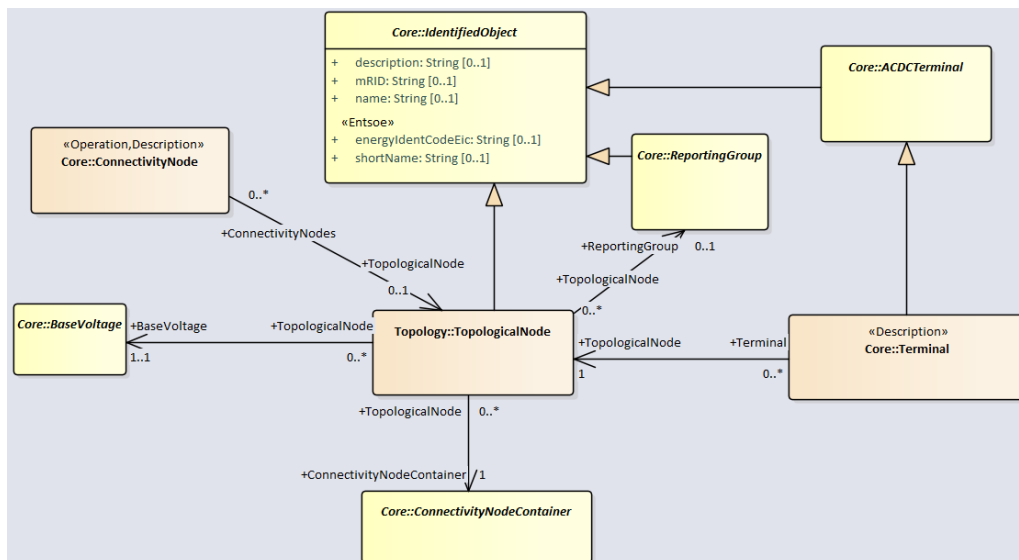 Core::IdentifiedObject
+ description: String [0..1]
+ mRID: String [0..1]
+ name: String [0..1]
«Entsoe»
+ energyIdentCodeEic: String [0..1]
+ shortName: String [0..1]
Core::ACDCTerminal
«Operation,Description»
Core::ConnectivityNode
Core::ReportingGroup
0..*
+ConnectivityNodes
+TopologicalNode
0..1
+ReportingGroup
0..1
+TopologicalNode
0..*
Core::BaseVoltage
+BaseVoltage
1..1
+TopologicalNode
0..*
Topology::TopologicalNode
+TopologicalNode
1
+Terminal
0..*
«Description»
Core::Terminal
+TopologicalNode
0..*
+ConnectivityNodeContainer
1
Core::ConnectivityNodeContainer